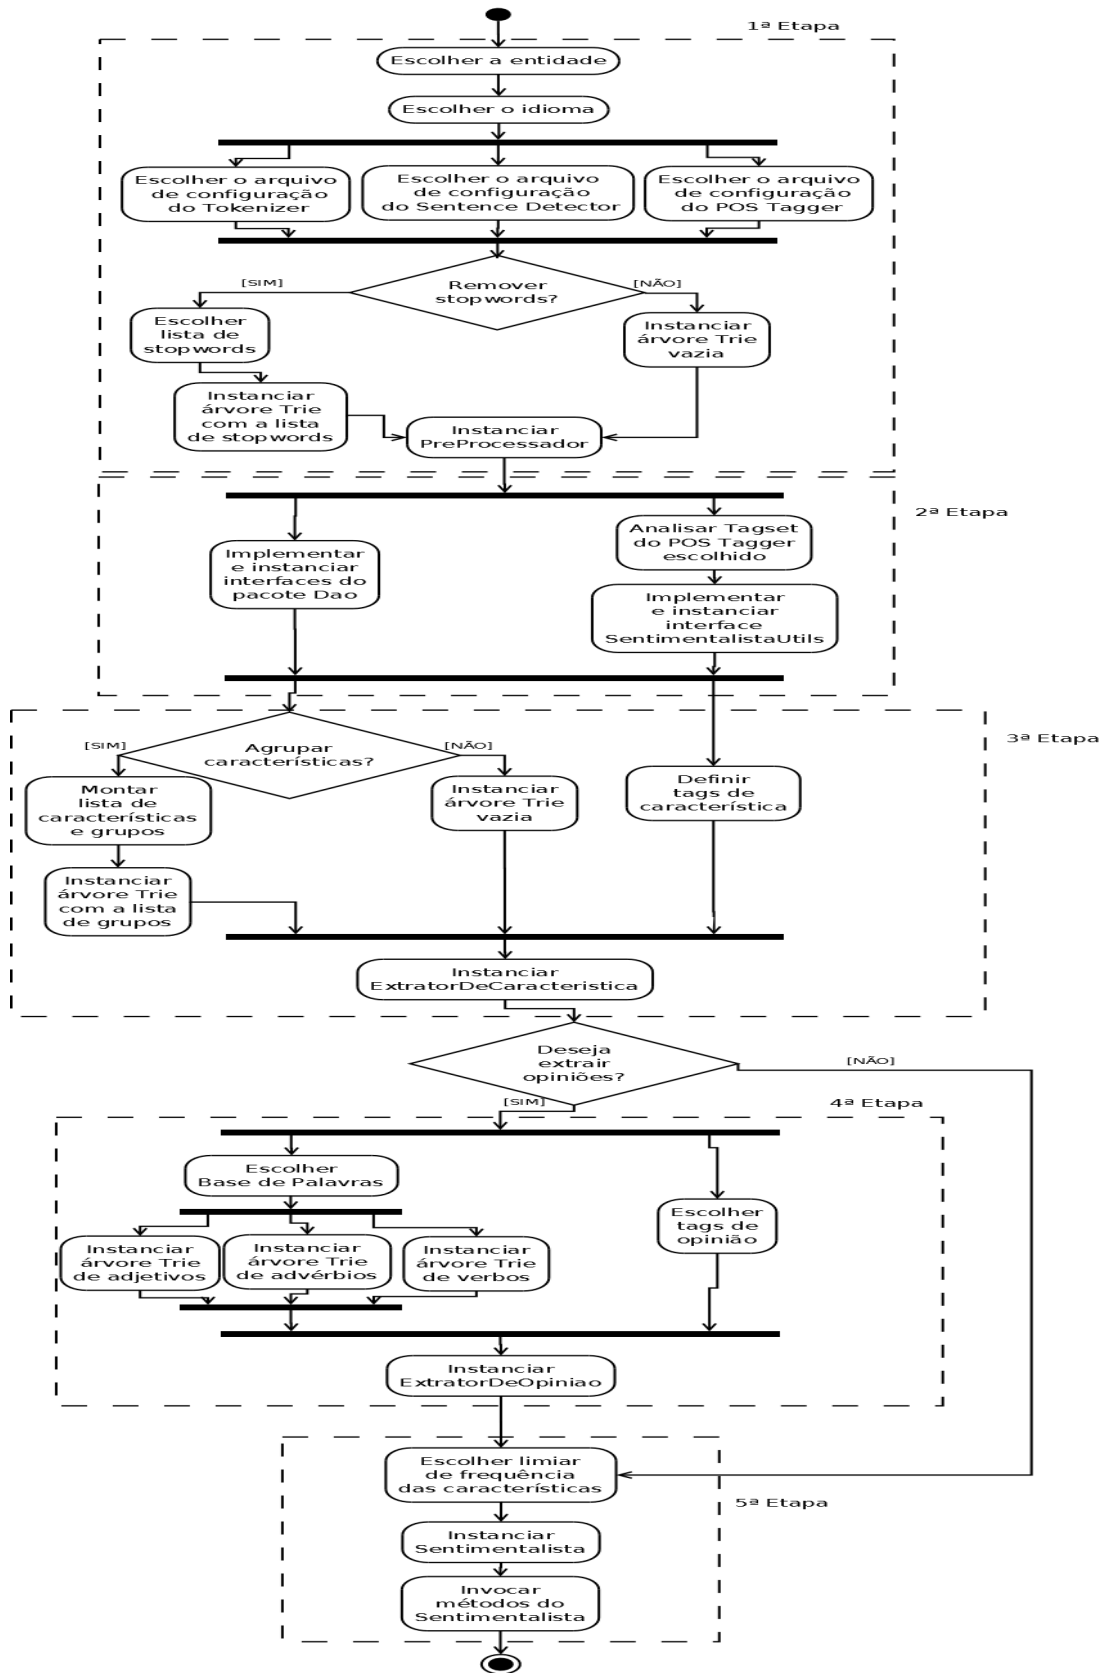 1ª Etapa
Escolher a entidade
Escolher o idioma
Escolher o arquivo
de configuração
do Tokenizer
Escolher o arquivo
de configuração
do Sentence Detector
Escolher o arquivo
de configuração
do POS Tagger
Remover
stopwords?
[SIM]
[NÃO]
Escolher
lista de
stopwords
Instanciar
árvore Trie
vazia
Instanciar
árvore Trie
com a lista
de stopwords
Instanciar
PreProcessador
2ª Etapa
Implementar
e instanciar
interfaces do
pacote Dao
Analisar Tagset
do POS Tagger
escolhido
Implementar
e instanciar
interface
SentimentalistaUtils
3ª Etapa
Agrupar
características?
[SIM]
[NÃO]
Montar
lista de
características
e grupos
Instanciar
árvore Trie
vazia
Definir
tags de
característica
Instanciar
árvore Trie
com a lista
de grupos
Instanciar
ExtratorDeCaracteristica
Deseja
extrair
opiniões?
[NÃO]
[SIM]
4ª Etapa
Escolher
Base de Palavras
Escolher
tags de
opinião
Instanciar
árvore Trie
de adjetivos
Instanciar
árvore Trie
de advérbios
Instanciar
árvore Trie
de verbos
Instanciar
ExtratorDeOpiniao
5ª Etapa
Escolher limiar
de frequência
das características
Instanciar
Sentimentalista
Invocar
métodos do
Sentimentalista